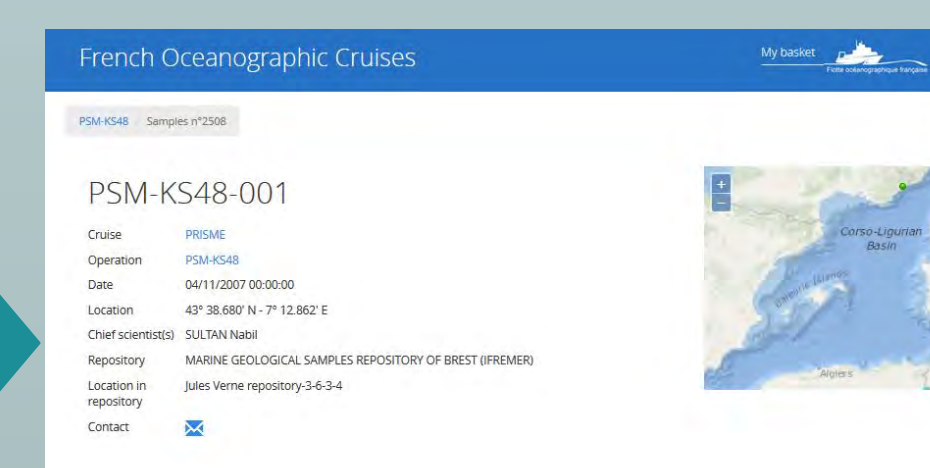 French Oceanographic Cruises
My basket
Flotte océanographique française
PSM-KS48 Samples n°2508
PSM-KS48-001
Cruise PRISME
Operation PSM-KS48
Date 04/11/2007 00:00:00
Location 43° 38.680' N - 7° 12.862' E
Chief scientist(s) SULTAN Nabil
Repository MARINE GEOLOGICAL SAMPLES REPOSITORY OF BREST (IFREMER)
Location in repository Jules Verne repository-3-6-3-4
Contact
+
−
Corso-Ligurian
Basin
Balearic Islands
Algiers